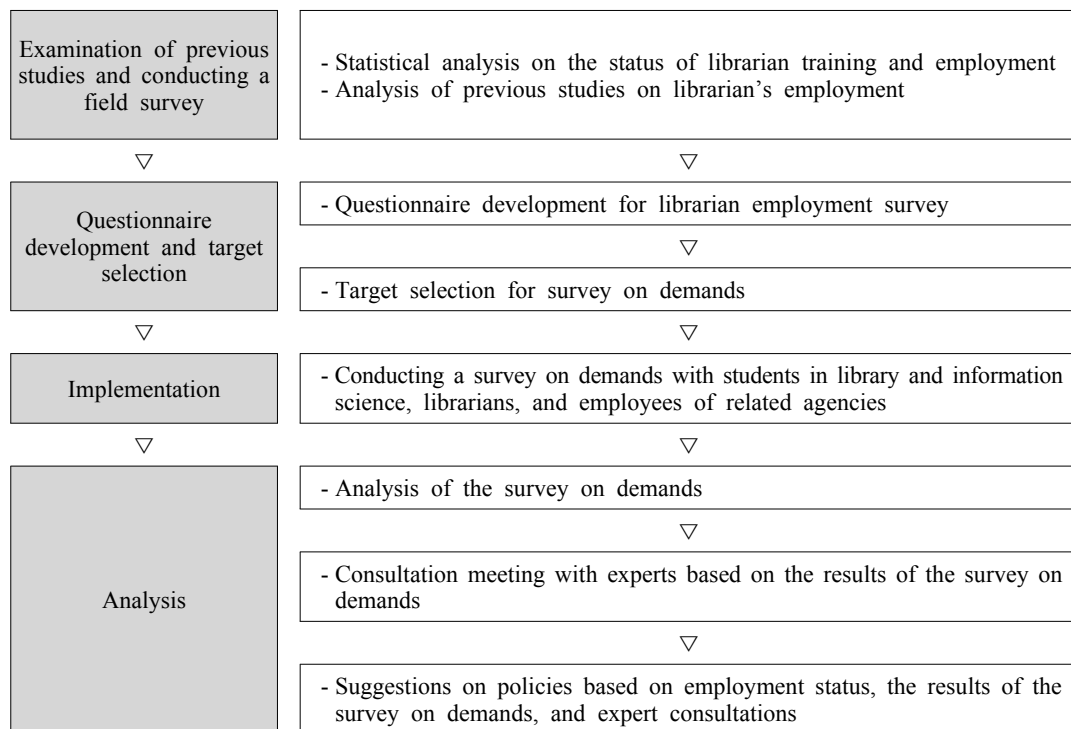 Examination of previous
studies and conducting a
field survey
- Statistical analysis on the status of librarian training and employment
- Analysis of previous studies on librarian's employment
▽ ▽
Questionnaire
development and target
selection
- Questionnaire development for librarian employment survey
▽
- Target selection for survey on demands
▽ ▽
Implementation
- Conducting a survey on demands with students in library and information
science, librarians, and employees of related agencies
▽ ▽
Analysis
- Analysis of the survey on demands
▽
- Consultation meeting with experts based on the results of the survey on
demands
▽
- Suggestions on policies based on employment status, the results of the
survey on demands, and expert consultations